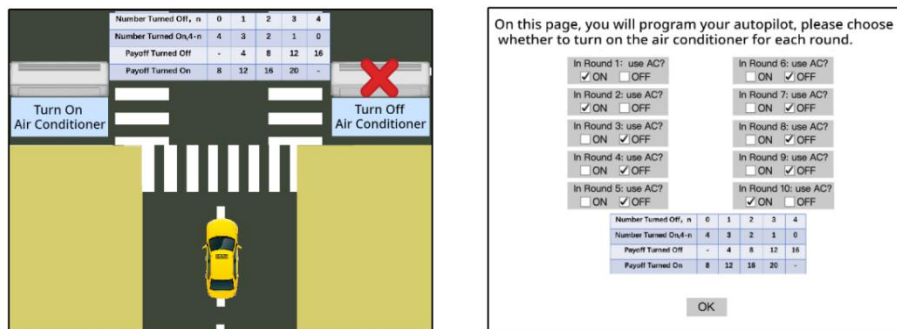 Number Turned Off, n 0 1 2 3 4
Number Turned On,4-n 4 3 2 1 0
Payoff Turned Off - 4 8 12 16
Payoff Turned On 8 12 16 20 -
Turn On
Air Conditioner
Turn Off
Air Conditioner
On this page, you will program your autopilot, please choose
whether to turn on the air conditioner for each round.
In Round 1: use AC?
ON OFF
In Round 2: use AC?
ON OFF
In Round 3: use AC?
ON OFF
In Round 4: use AC?
ON OFF
In Round 5: use AC?
ON OFF
In Round 6: use AC?
ON OFF
In Round 7: use AC?
ON OFF
In Round 8: use AC?
ON OFF
In Round 9: use AC?
ON OFF
In Round 10: use AC?
ON OFF
Number Turned Off, n 0 1 2 3 4
Number Turned On,4-n 4 3 2 1 0
Payoff Turned Off - 4 8 12 16
Payoff Turned On 8 12 16 20 -
OK